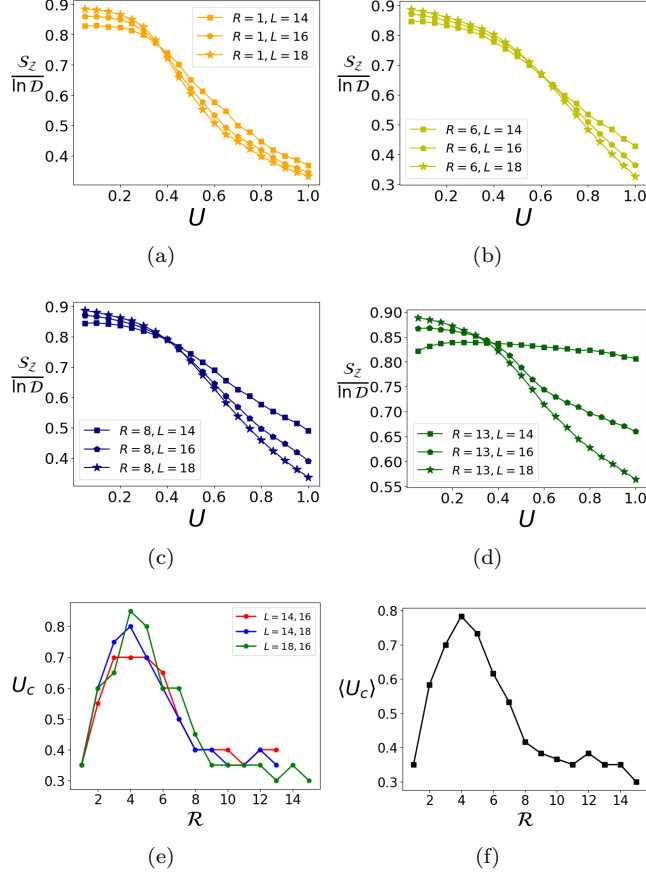 0.9
0.8
0.7
0.6
0.5
0.4
S_Z / ln D
R = 1, L = 14
R = 1, L = 16
R = 1, L = 18
0.2 0.4 0.6 0.8 1.0
U
(a)
0.9
0.8
0.7
0.6
0.5
0.4
0.3
S_Z / ln D
R = 6, L = 14
R = 6, L = 16
R = 6, L = 18
0.2 0.4 0.6 0.8 1.0
U
(b)
0.9
0.8
0.7
0.6
0.5
0.4
S_Z / ln D
R = 8, L = 14
R = 8, L = 16
R = 8, L = 18
0.2 0.4 0.6 0.8 1.0
U
(c)
0.90
0.85
0.80
0.75
0.70
0.65
0.60
0.55
S_Z / ln D
R = 13, L = 14
R = 13, L = 16
R = 13, L = 18
0.2 0.4 0.6 0.8 1.0
U
(d)
0.8
0.7
0.6
0.5
0.4
0.3
U_c
L = 14, 16
L = 14, 18
L = 18, 16
2 4 6 8 10 12 14
R
(e)
0.8
0.7
0.6
0.5
0.4
0.3
⟨U_c⟩
2 4 6 8 10 12 14
R
(f)